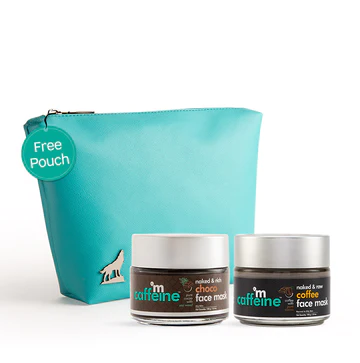 Free
Pouch
naked & rich
choco
face mask
'm
caffeine
naked & raw
coffee
face mask
'm
caffeine